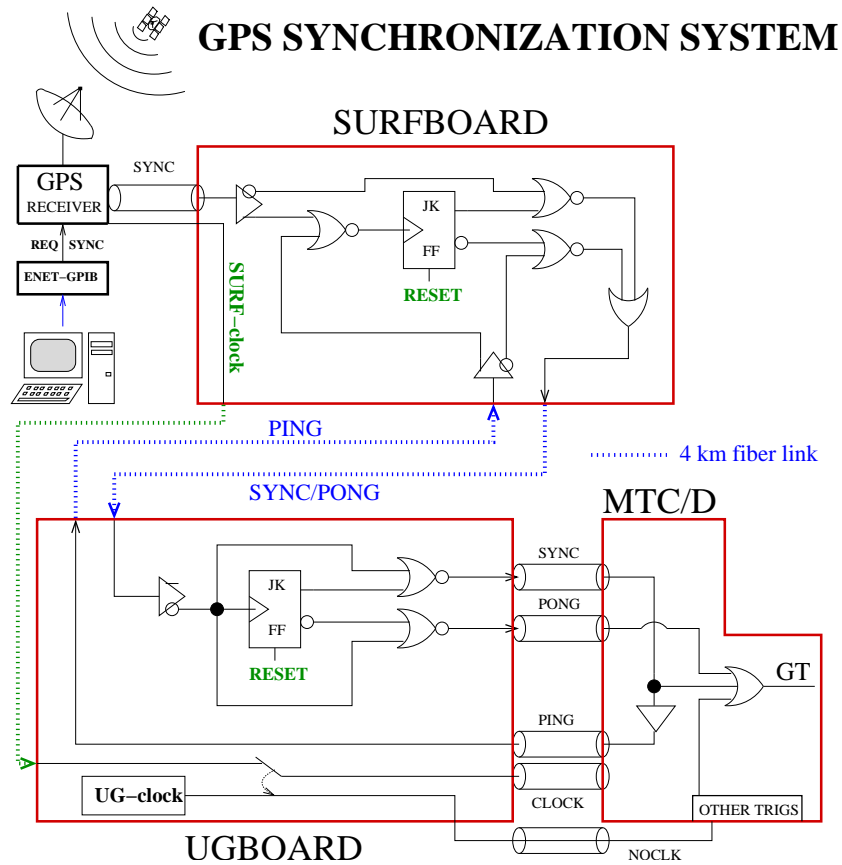 GPS SYNCHRONIZATION SYSTEM
SURFBOARD
GPS
RECEIVER
SYNC
REQ SYNC
ENET-GPIB
JK
FF
RESET
SURF-clock
PING
SYNC/PONG
4 km fiber link
MTC/D
SYNC
JK
FF
RESET
PONG
GT
PING
CLOCK
UG-clock
OTHER TRIGS
UGBOARD
NOCLK